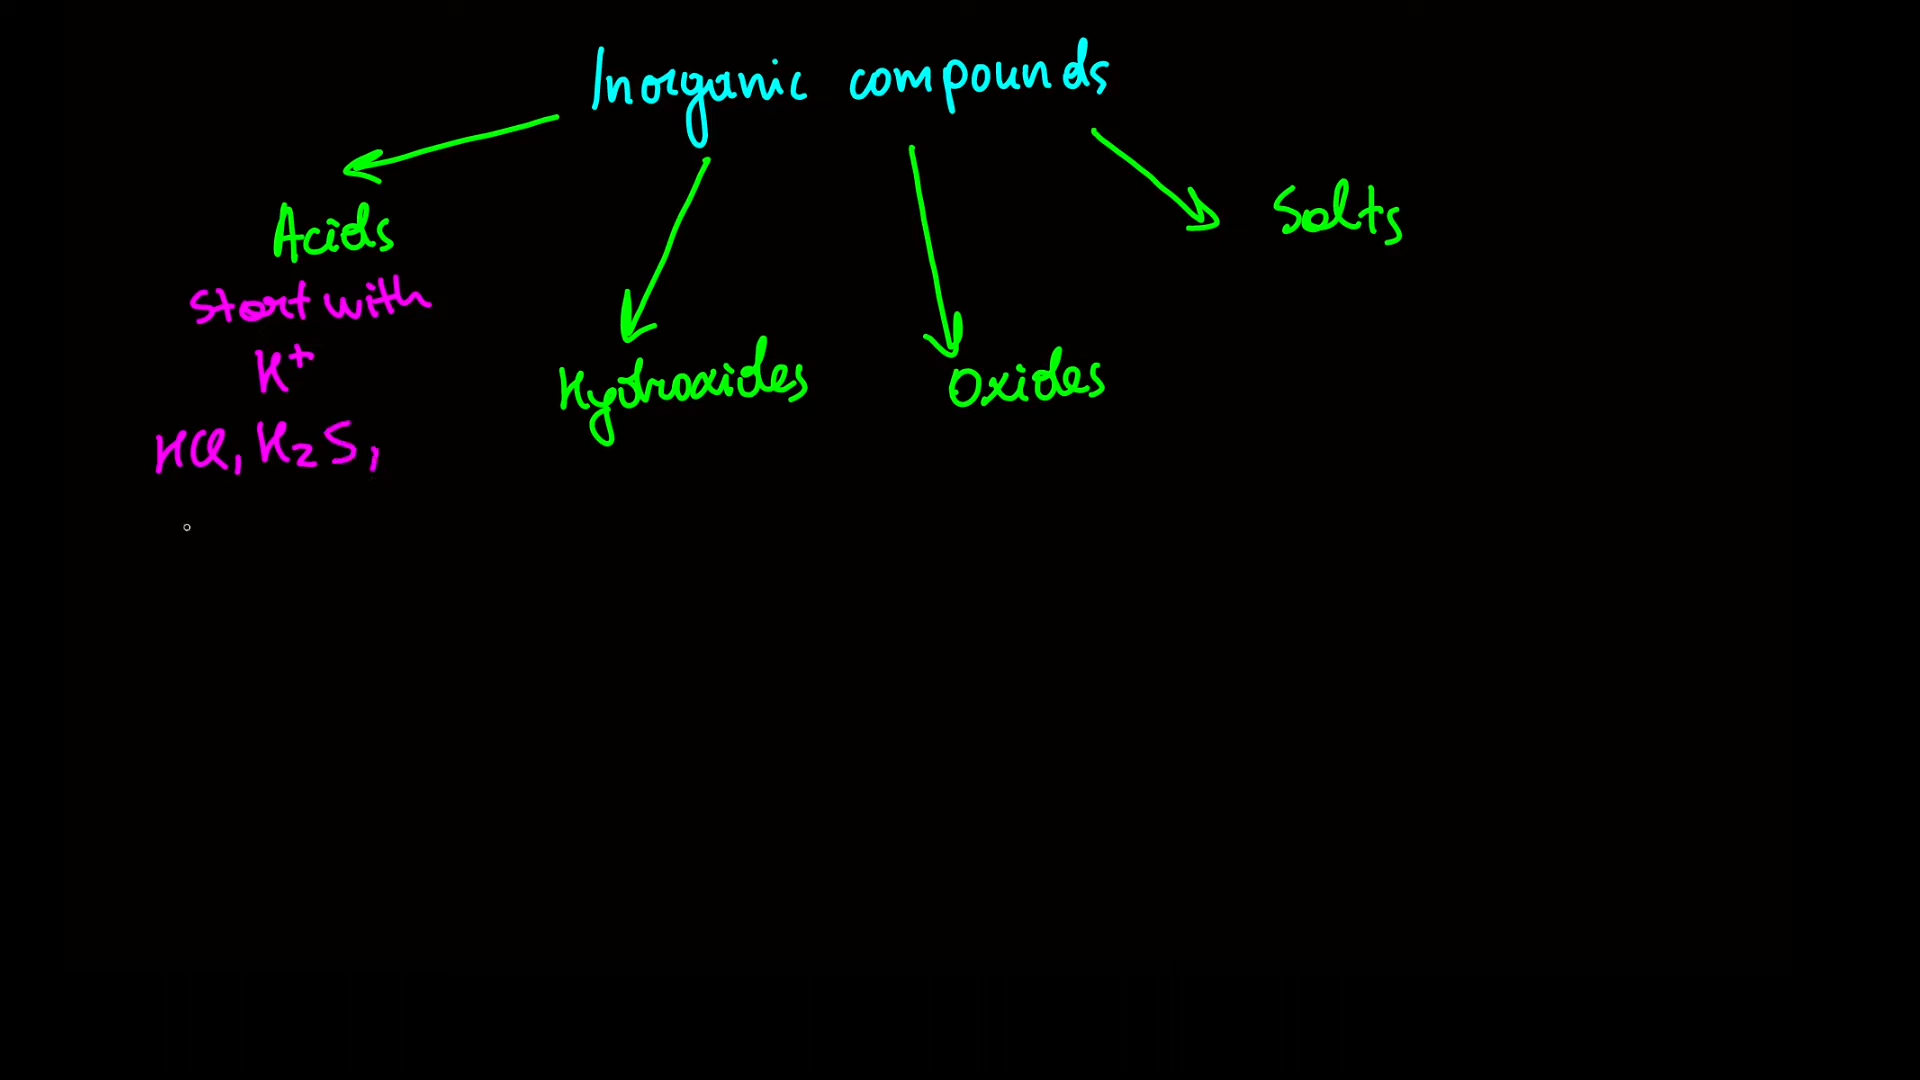 Inorganic compounds
Acids
Salts
start with
H+
Hydroxides
Oxides
HCl, H2S,